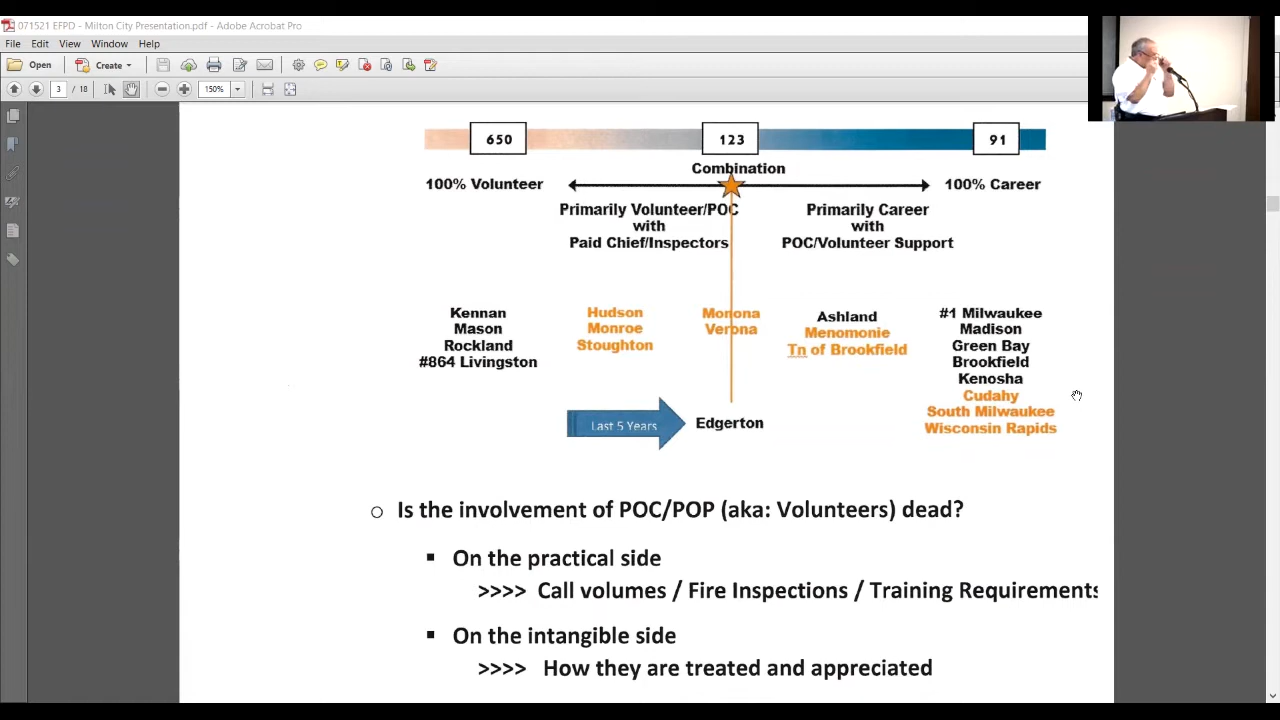 071521 EFPD - Milton City Presentation.pdf - Adobe Acrobat Pro
File Edit View Window Help
Open Create
3 / 18 150%
650 123 91
Combination
100% Volunteer 100% Career
Primarily Volunteer/POC
with
Paid Chief/Inspectors
Primarily Career
with
POC/Volunteer Support
Kennan
Mason
Rockland
#864 Livingston
Hudson
Monroe
Stoughton
Monona
Verona
Ashland
Menomonie
Tn of Brookfield
#1 Milwaukee
Madison
Green Bay
Brookfield
Kenosha
Cudahy
South Milwaukee
Wisconsin Rapids
Last 5 Years
Edgerton
Is the involvement of POC/POP (aka: Volunteers) dead?
On the practical side
>>>> Call volumes / Fire Inspections / Training Requirements
On the intangible side
>>>> How they are treated and appreciated